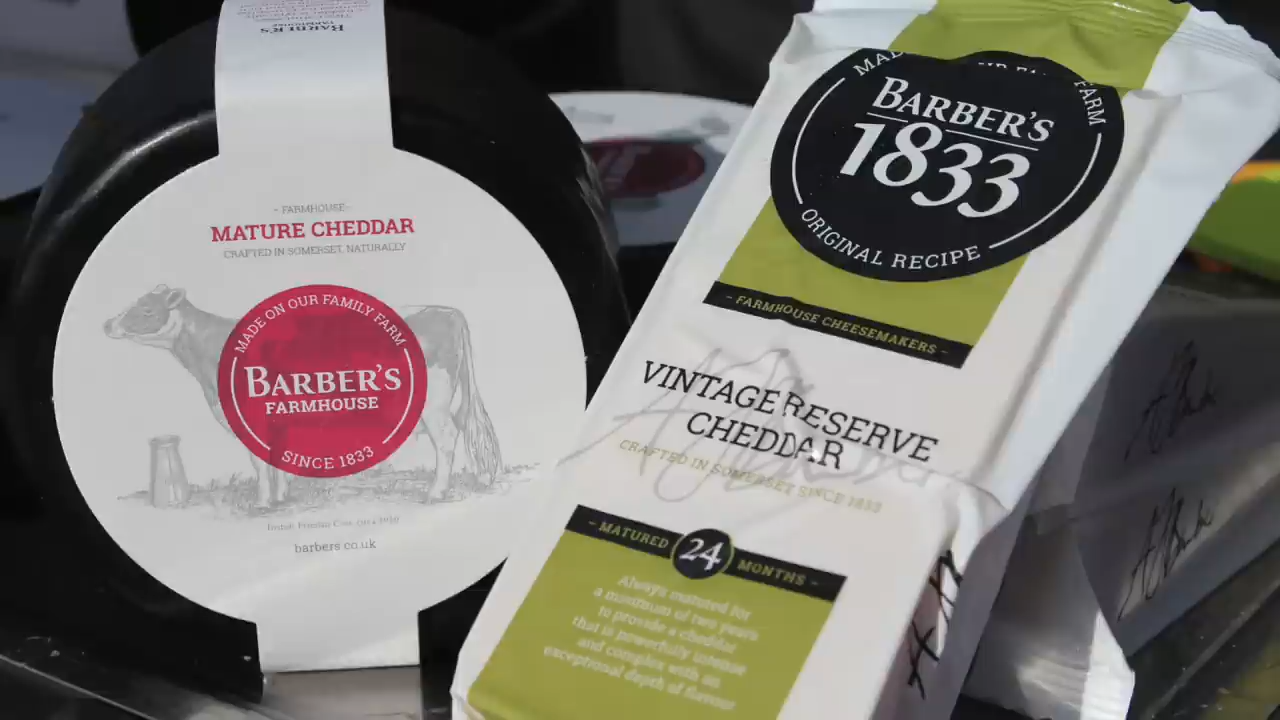 BARBER'S
FARMHOUSE
- FARMHOUSE -
MATURE CHEDDAR
CRAFTED IN SOMERSET, NATURALLY
MADE ON OUR FAMILY FARM
BARBER'S
FARMHOUSE
SINCE 1833
barbers.co.uk
FARM
BARBER'S
1833
ORIGINAL RECIPE
- FARMHOUSE CHEESEMAKERS -
VINTAGE RESERVE
CHEDDAR
CRAFTED IN SOMERSET SINCE 1833
- MATURED 24 MONTHS -
Always matured for
a minimum of two years
to provide a cheddar
that is powerfully intense
and complex with an
exceptional depth of flavour